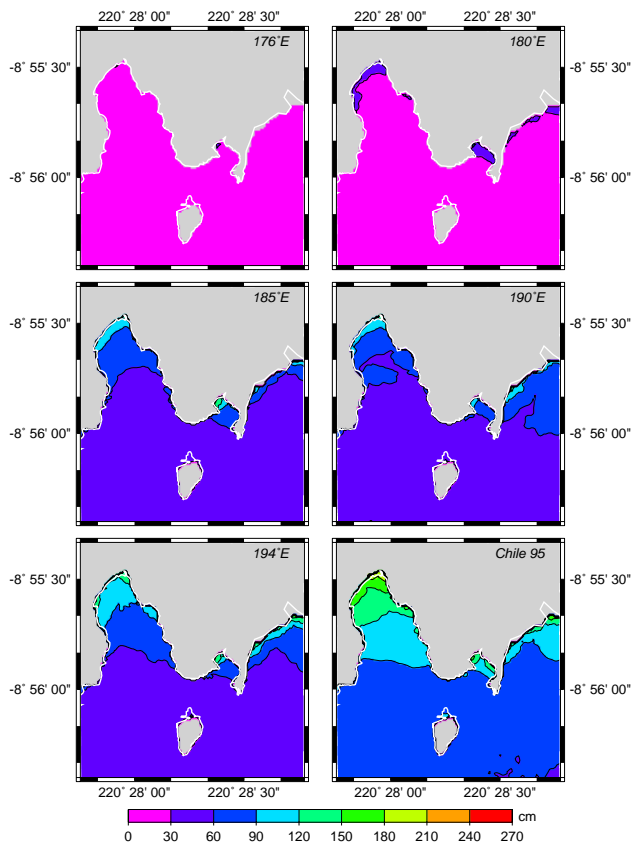 220˚ 28' 00" 220˚ 28' 30" 220˚ 28' 00" 220˚ 28' 30"
176˚E 180˚E
-8˚ 55' 30" -8˚ 55' 30"
-8˚ 56' 00" -8˚ 56' 00"
185˚E 190˚E
-8˚ 55' 30" -8˚ 55' 30"
-8˚ 56' 00" -8˚ 56' 00"
194˚E Chile 95
-8˚ 55' 30" -8˚ 55' 30"
-8˚ 56' 00" -8˚ 56' 00"
220˚ 28' 00" 220˚ 28' 30" 220˚ 28' 00" 220˚ 28' 30"
cm
0 30 60 90 120 150 180 210 240 270